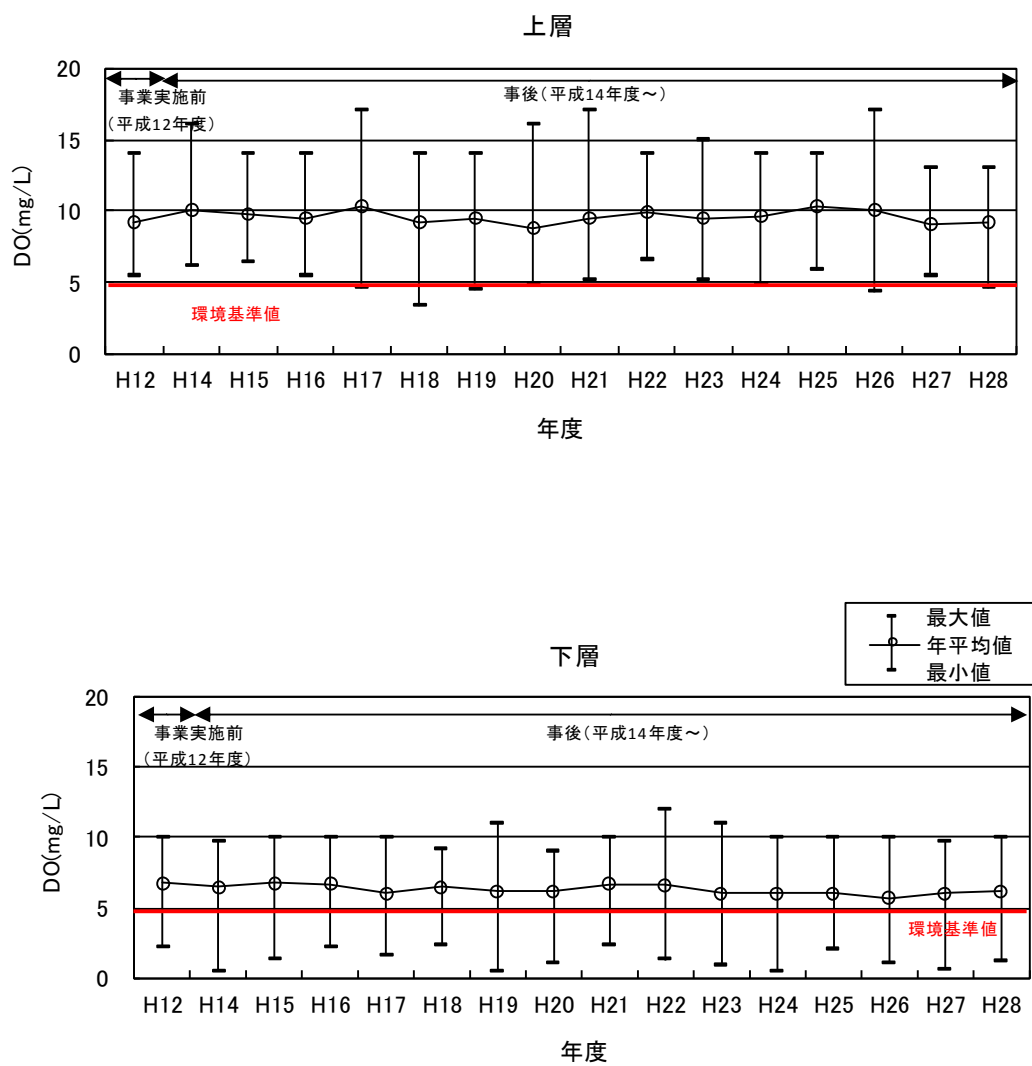 上層
20
15
10
5
0
DO(mg/L)
事業実施前
(平成12年度)
事後(平成14年度～)
環境基準値
H12 H14 H15 H16 H17 H18 H19 H20 H21 H22 H23 H24 H25 H26 H27 H28
年度
最大値
年平均値
最小値
下層
20
15
10
5
0
DO(mg/L)
事業実施前
(平成12年度)
事後(平成14年度～)
環境基準値
H12 H14 H15 H16 H17 H18 H19 H20 H21 H22 H23 H24 H25 H26 H27 H28
年度